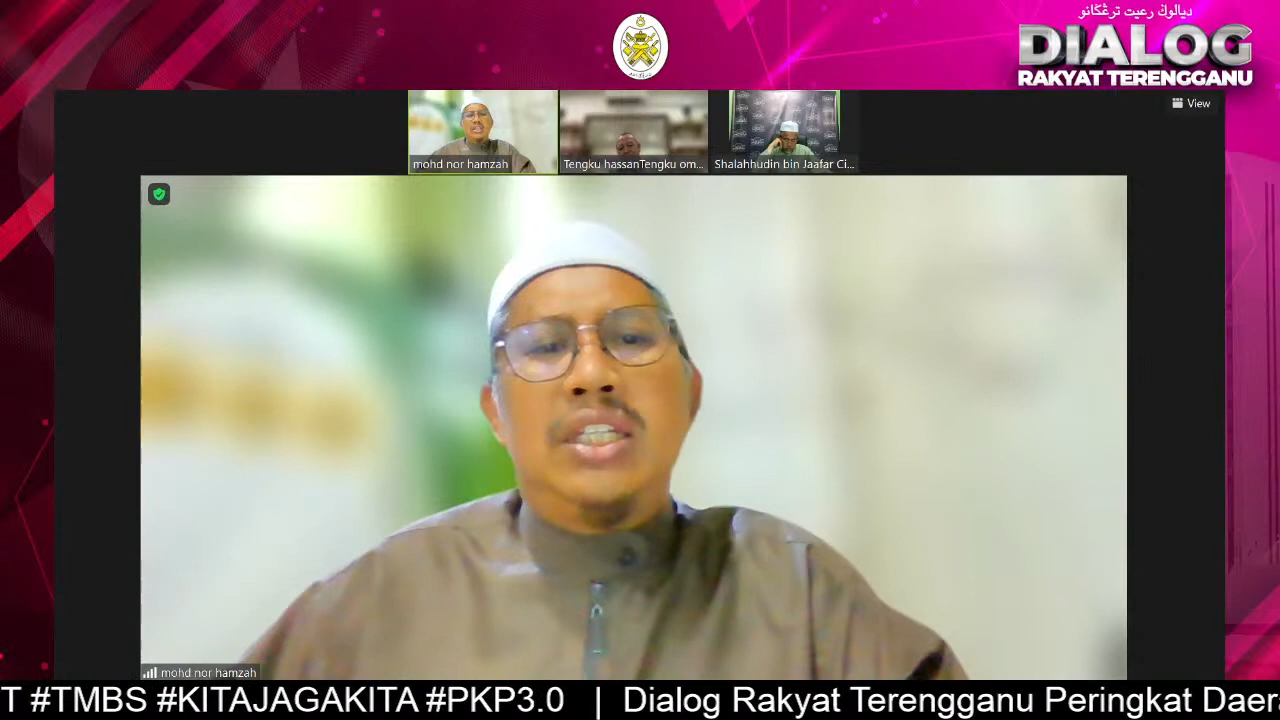 ديالوݢ رعيت ترڠݢانو
DIALOG
RAKYAT TERENGGANU
View
mohd nor hamzah
Tengku hassanTengku om...
Shalahhudin bin Jaafar Ci...
mohd nor hamzah
T #TMBS #KITAJAGAKITA #PKP3.0 | Dialog Rakyat Terengganu Peringkat Daer